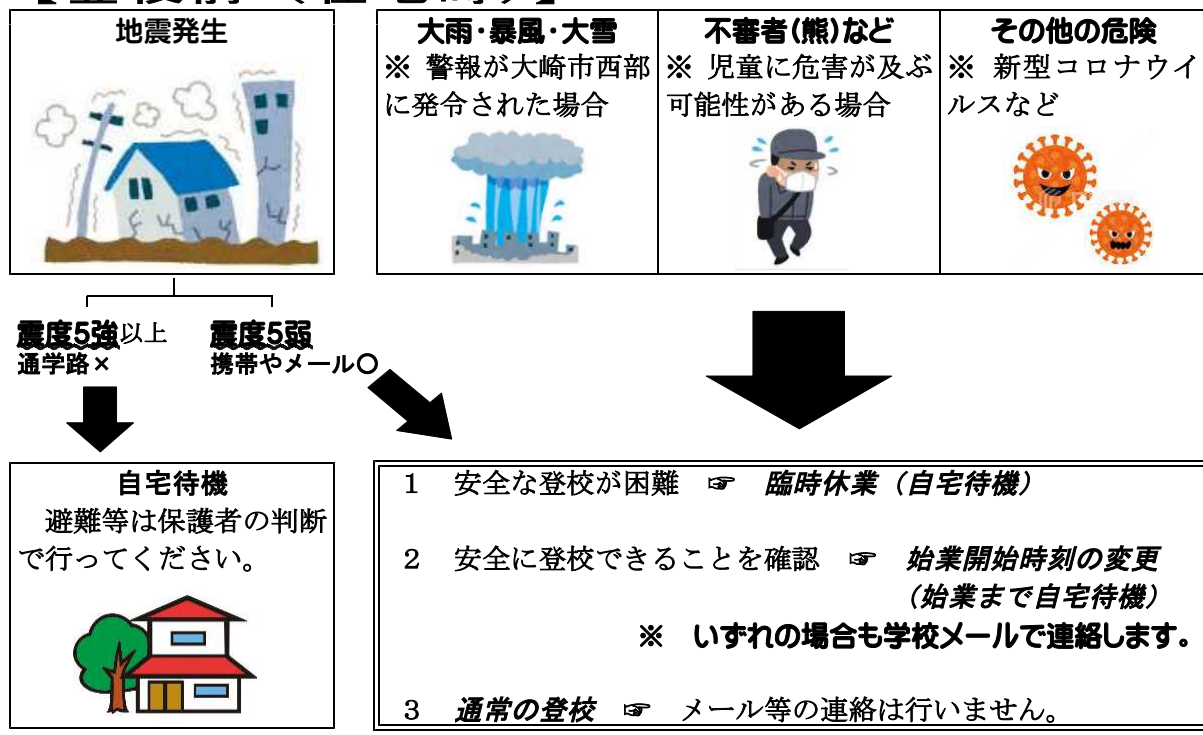 地震発生
大雨・暴風・大雪
※ 警報が大崎市西部
に発令された場合
不審者(熊)など
※ 児童に危害が及ぶ
可能性がある場合
その他の危険
※ 新型コロナウイ
ルスなど
震度5強以上
通学路×
震度5弱
携帯やメール○
自宅待機
避難等は保護者の判断
で行ってください。
1 安全な登校が困難 ☞ 臨時休業(自宅待機)
2 安全に登校できることを確認 ☞ 始業開始時刻の変更
(始業まで自宅待機)
※ いずれの場合も学校メールで連絡します。
3 通常の登校 ☞ メール等の連絡は行いません。